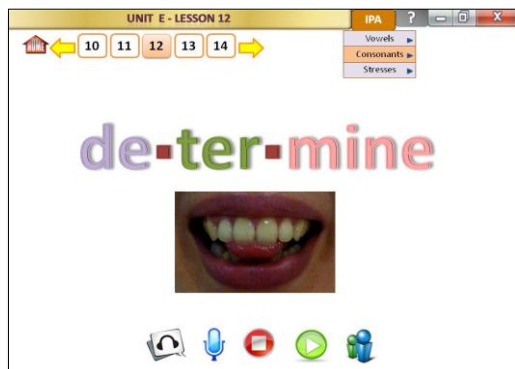 UNIT E - LESSON 12
IPA ?
10 11 12 13 14
Vowels
Consonants
Stresses
de▪ter▪mine